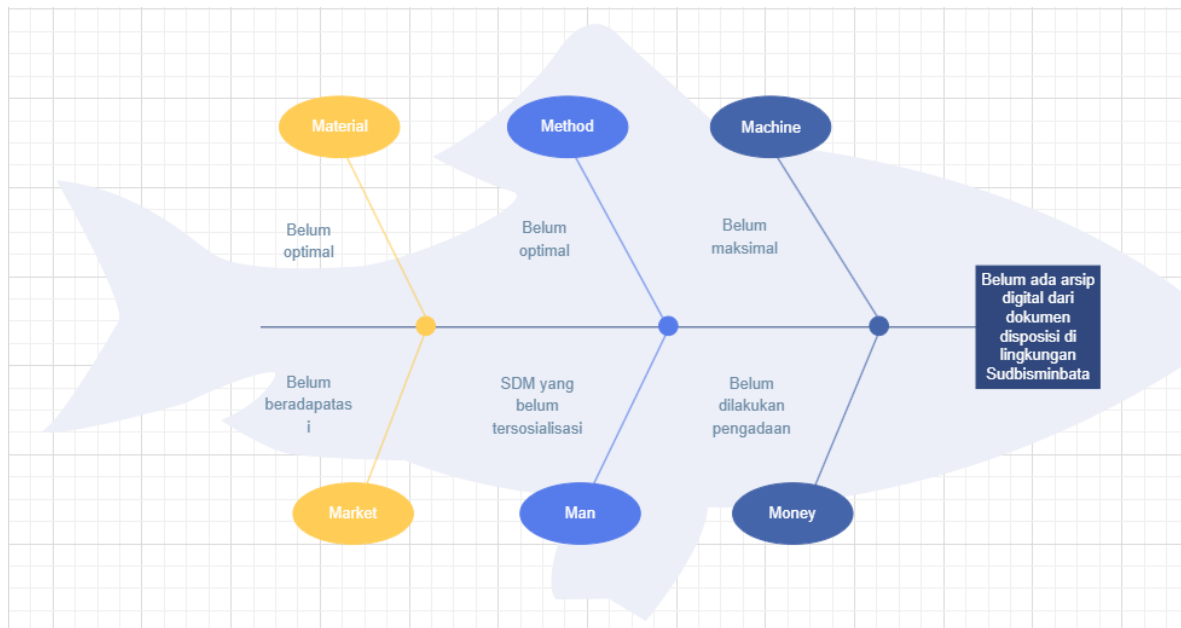 Material
Method
Machine
Belum
optimal
Belum
optimal
Belum
maksimal
Belum ada arsip
digital dari
dokumen
disposisi di
lingkungan
Sudbisminbata
Belum
beradapatas
i
SDM yang
belum
tersosialisasi
Belum
dilakukan
pengadaan
Market
Man
Money